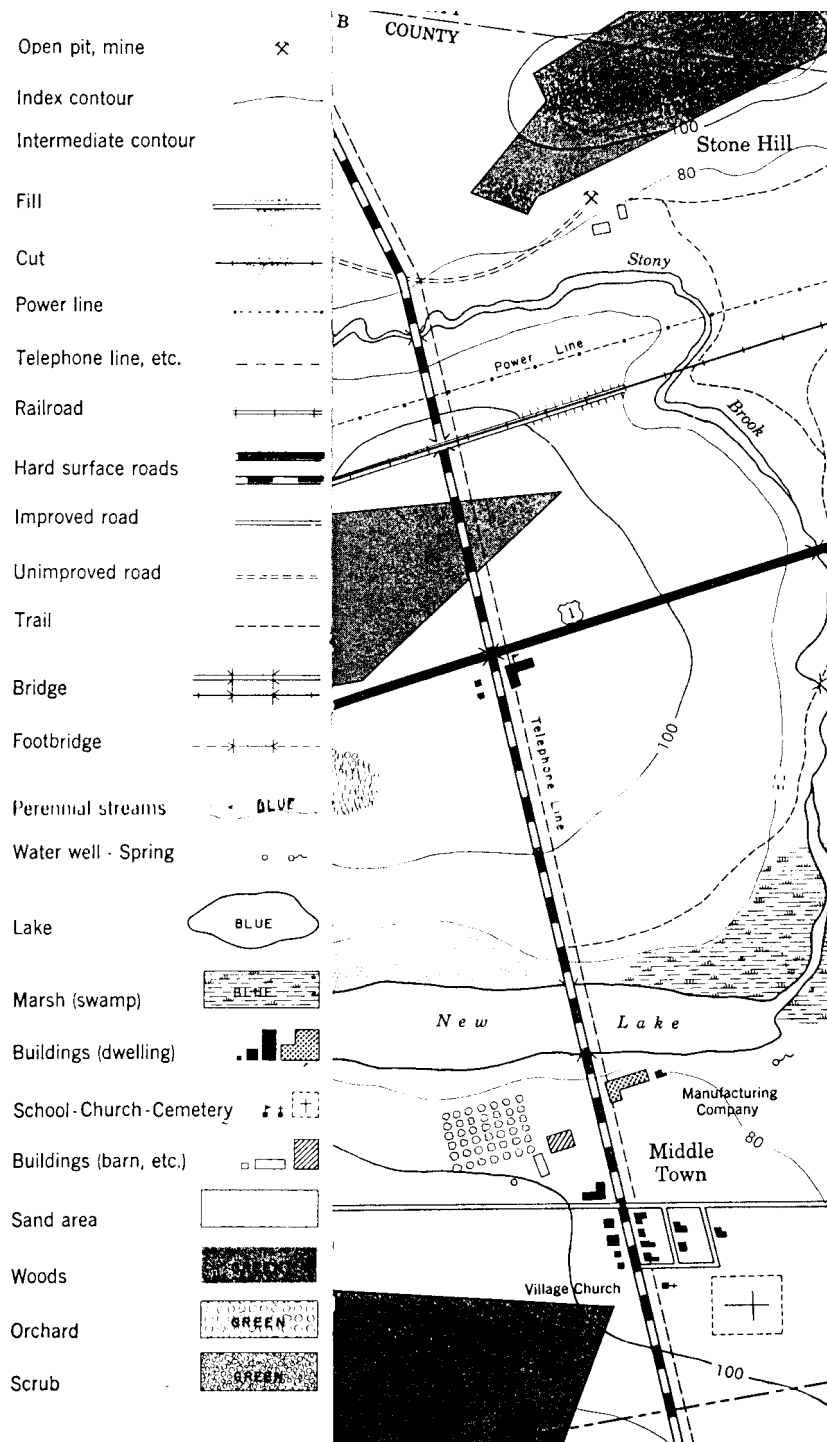 Open pit, mine
Index contour
Intermediate contour
Fill
Cut
Power line
Telephone line, etc.
Railroad
Hard surface roads
Improved road
Unimproved road
Trail
Bridge
Footbridge
Perennial streams
BLUE
Water well - Spring
Lake
BLUE
Marsh (swamp)
BLUE
Buildings (dwelling)
School-Church-Cemetery
Buildings (barn, etc.)
Sand area
Woods
Orchard
GREEN
Scrub
GREEN
B
COUNTY
100
Stone Hill
80
Stony
Power Line
Brook
1
Telephone Line
100
New Lake
Manufacturing
Company
80
Middle
Town
Village Church
100